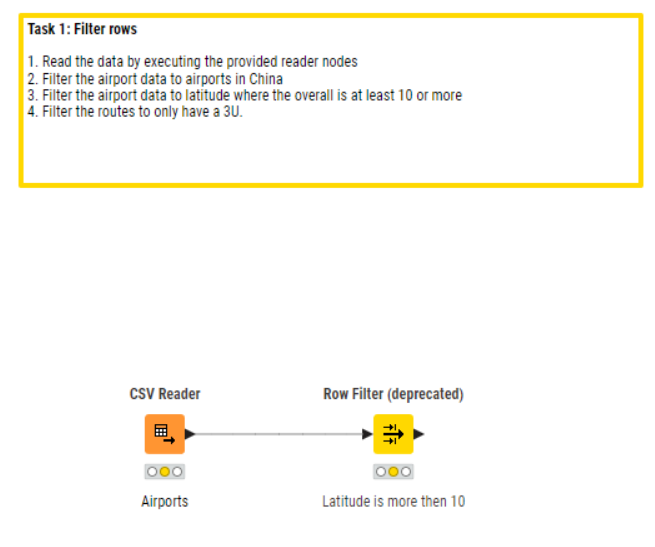 Task 1: Filter rows
1. Read the data by executing the provided reader nodes
2. Filter the airport data to airports in China
3. Filter the airport data to latitude where the overall is at least 10 or more
4. Filter the routes to only have a 3U.
CSV Reader
Row Filter (deprecated)
Airports
Latitude is more then 10